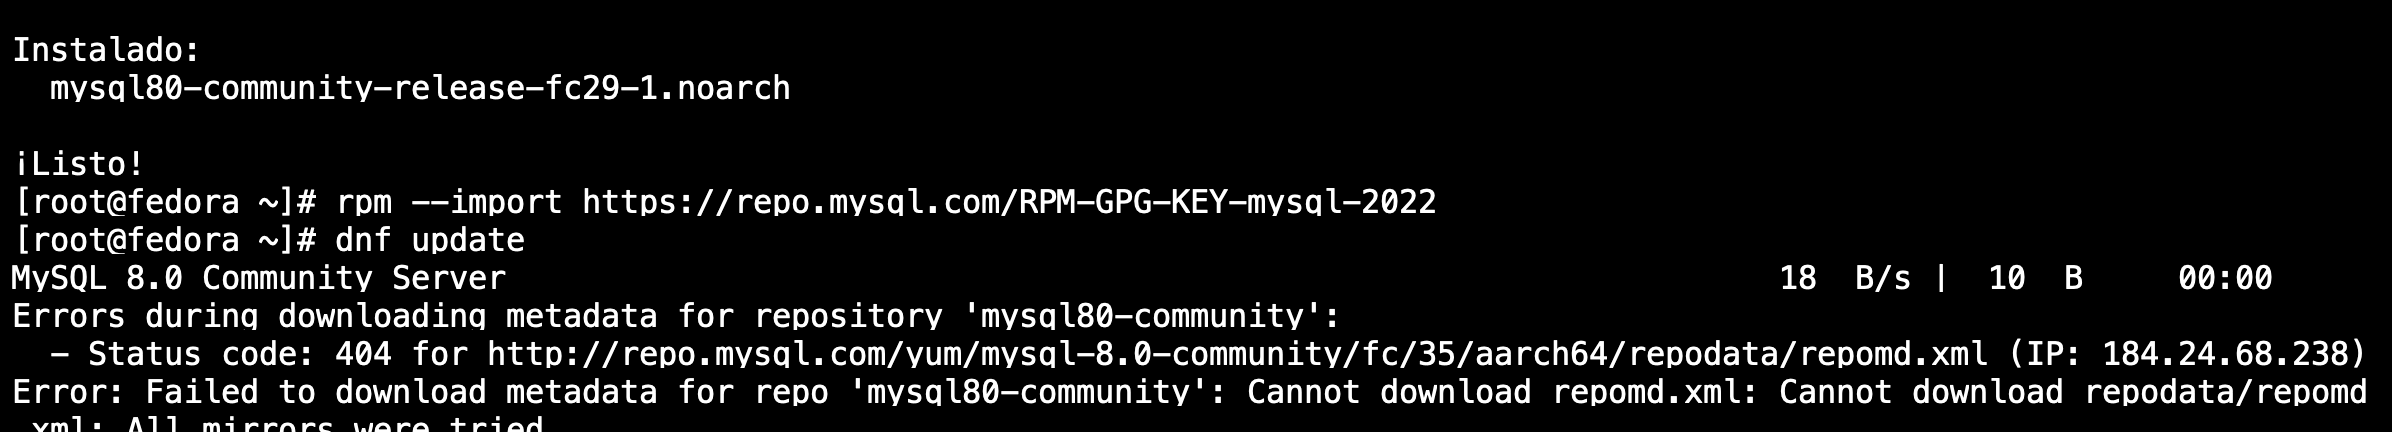 Instalado:
mysql80-community-release-fc29-1.noarch
¡Listo!
[root@fedora ~]# rpm --import https://repo.mysql.com/RPM-GPG-KEY-mysql-2022
[root@fedora ~]# dnf update
MySQL 8.0 Community Server 18 B/s | 10 B 00:00
Errors during downloading metadata for repository 'mysql80-community':
- Status code: 404 for http://repo.mysql.com/yum/mysql-8.0-community/fc/35/aarch64/repodata/repomd.xml (IP: 184.24.68.238)
Error: Failed to download metadata for repo 'mysql80-community': Cannot download repomd.xml: Cannot download repodata/repomd
.xml: All mirrors were tried